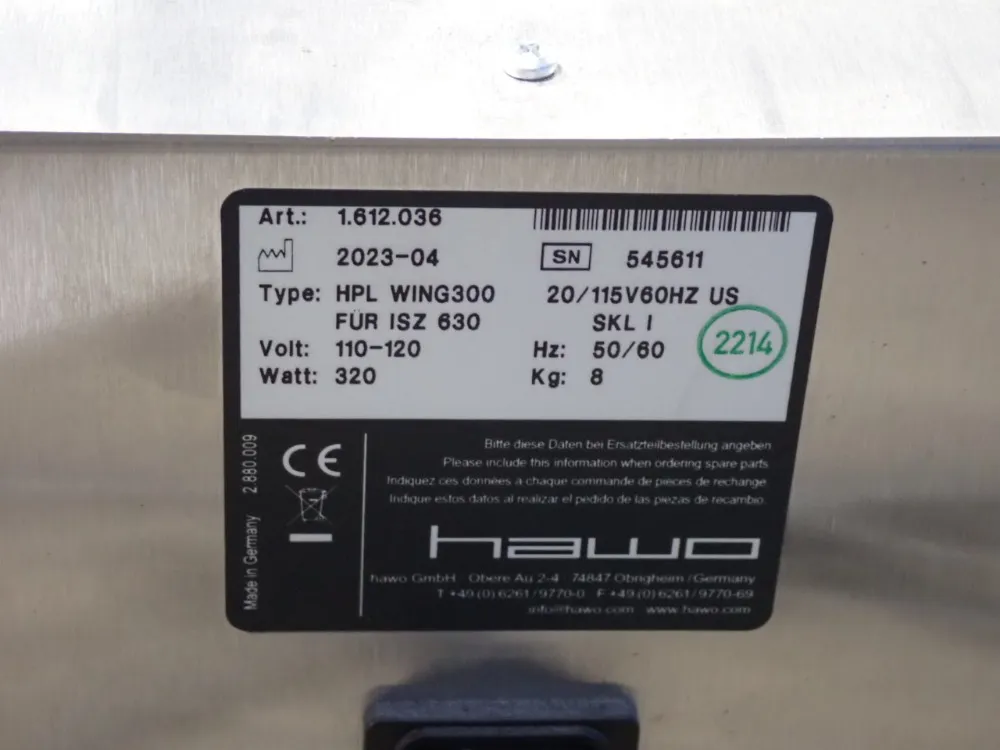 Art.: 1.612.036
2023-04 SN 545611
Type: HPL WING300 20/115V60HZ US
FÜR ISZ 630 SKL I
2214
Volt: 110-120 Hz: 50/60
Watt: 320 Kg: 8
Made in Germany 2.880.009
CE
Bitte diese Daten bei Ersatzteilbestellung angeben
Please include this information when ordering spare parts
Indiquez ces données à chaque commande de pièces de rechange
Indique estos datos al realizar el pedido de las piezas de recambio.
hawo
hawo GmbH Obere Au 2-4 74847 Obrigheim / Germany
T +49 (0) 6261 / 9770-0 F +49 (0) 6261 / 9770-69
info@hawo.com www.hawo.com